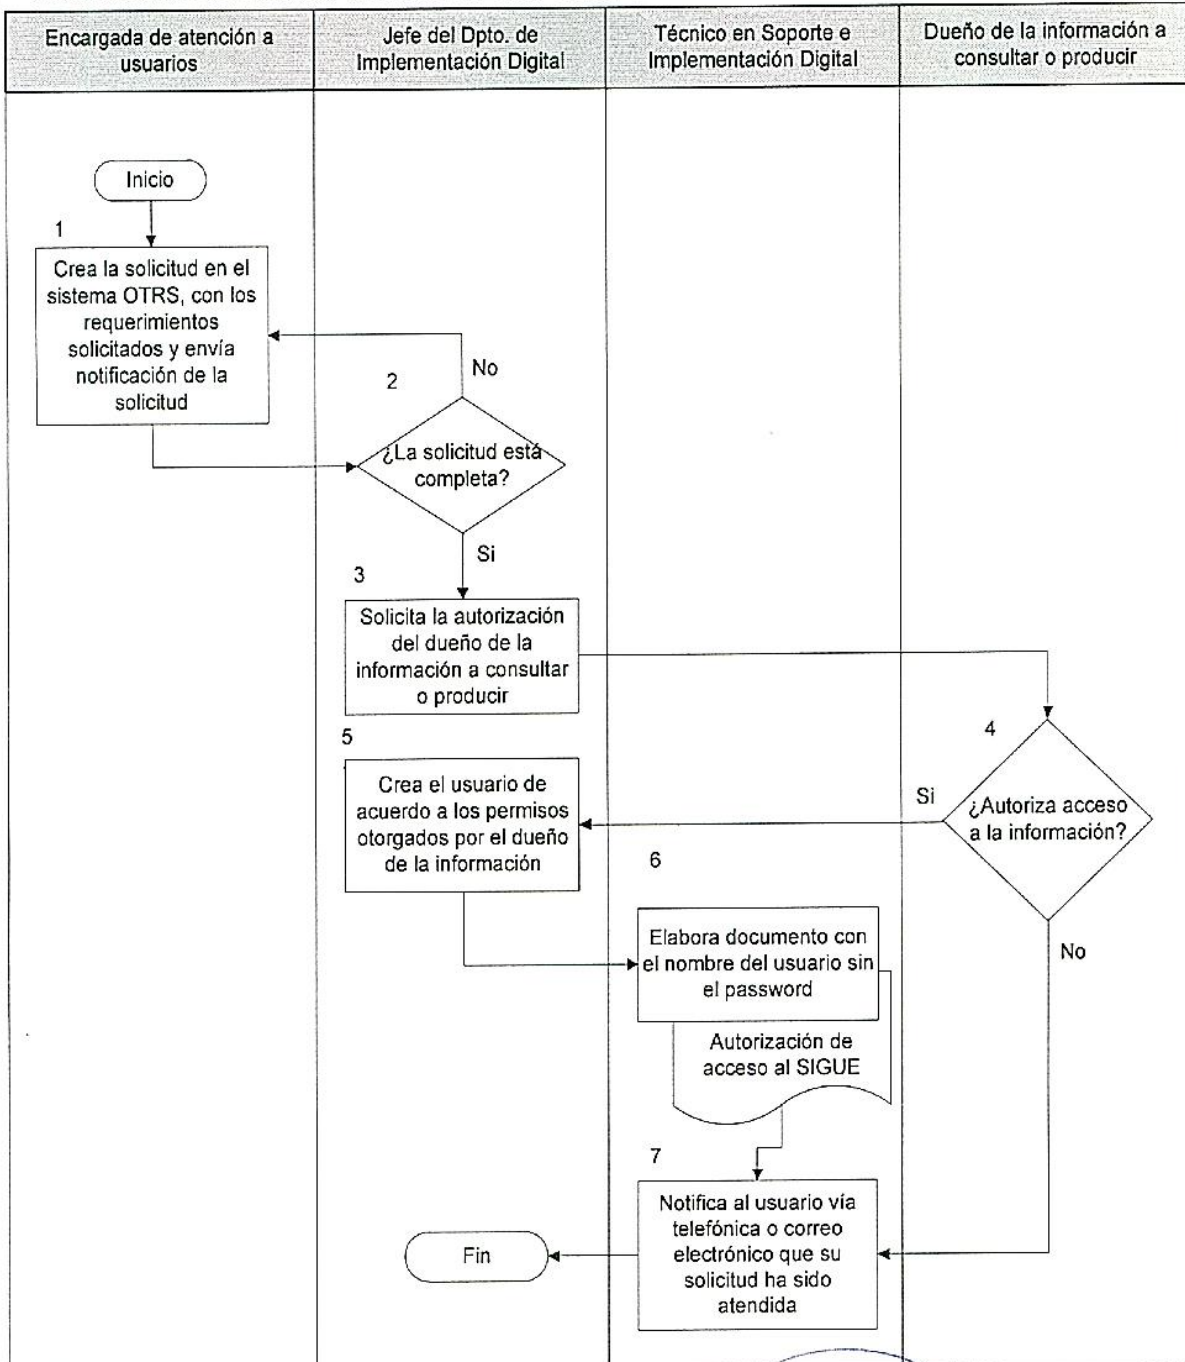 Encargada de atención a
usuarios
Jefe del Dpto. de
Implementación Digital
Técnico en Soporte e
Implementación Digital
Dueño de la información a
consultar o producir
Inicio
1
Crea la solicitud en el
sistema OTRS, con los
requerimientos
solicitados y envía
notificación de la
solicitud
No
2
¿La solicitud está
completa?
Si
3
Solicita la autorización
del dueño de la
información a consultar
o producir
4
¿Autoriza acceso
a la información?
Si
No
5
Crea el usuario de
acuerdo a los permisos
otorgados por el dueño
de la información
6
Elabora documento con
el nombre del usuario sin
el password
Autorización de
acceso al SIGUE
7
Notifica al usuario vía
telefónica o correo
electrónico que su
solicitud ha sido
atendida
Fin